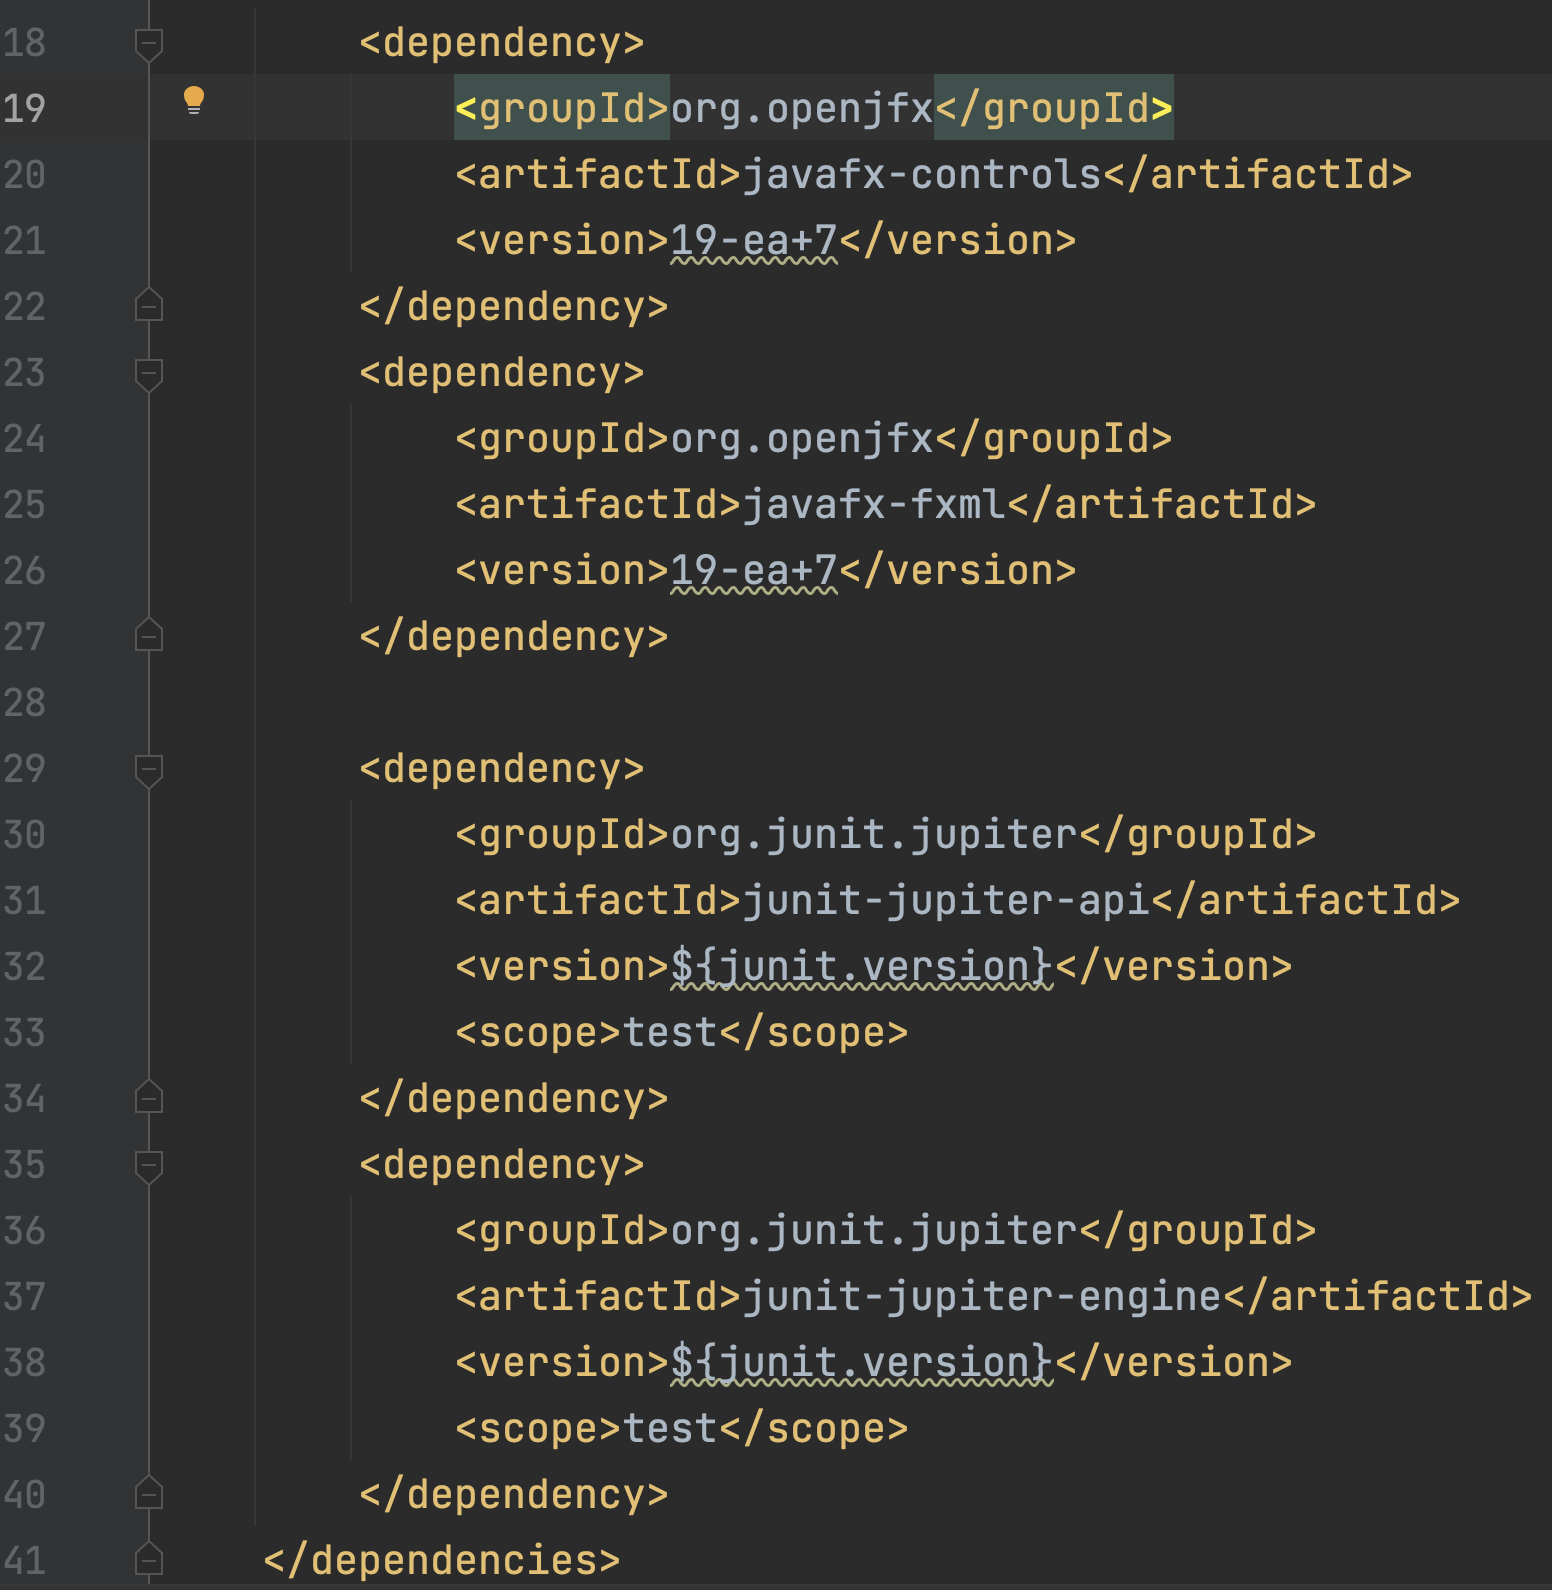 18 <dependency>
19 <groupId>org.openjfx</groupId>
20 <artifactId>javafx-controls</artifactId>
21 <version>19-ea+7</version>
22 </dependency>
23 <dependency>
24 <groupId>org.openjfx</groupId>
25 <artifactId>javafx-fxml</artifactId>
26 <version>19-ea+7</version>
27 </dependency>
28
29 <dependency>
30 <groupId>org.junit.jupiter</groupId>
31 <artifactId>junit-jupiter-api</artifactId>
32 <version>${junit.version}</version>
33 <scope>test</scope>
34 </dependency>
35 <dependency>
36 <groupId>org.junit.jupiter</groupId>
37 <artifactId>junit-jupiter-engine</artifactId>
38 <version>${junit.version}</version>
39 <scope>test</scope>
40 </dependency>
41 </dependencies>